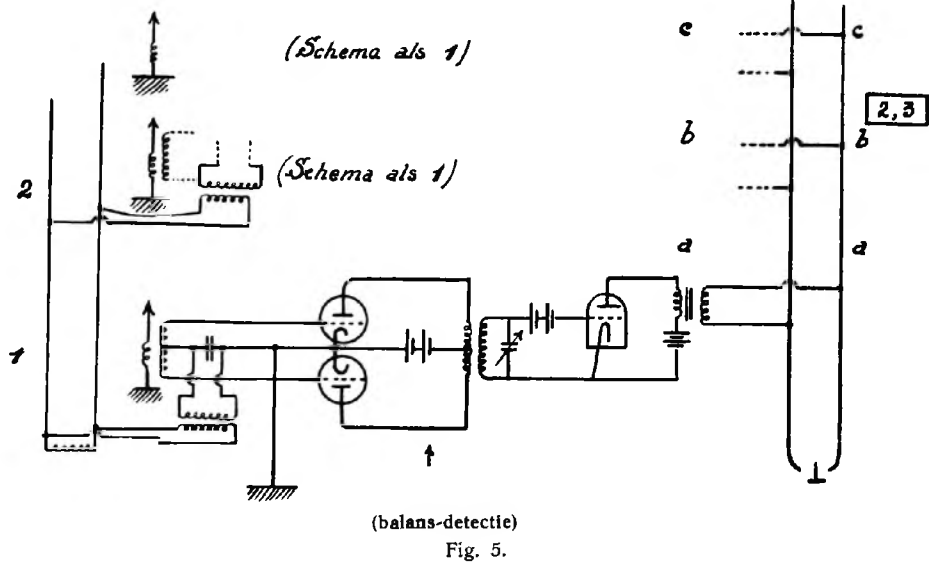 (Schema als 1)
c
c
2, 3
b
b
2
(Schema als 1)
a
a
1
(balans-detectie)
Fig. 5.